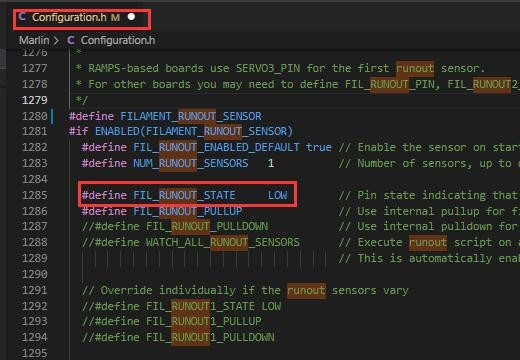 Configuration.h M ●
Marlin > C Configuration.h
1276 *
1277 * RAMPS-based boards use SERVO3_PIN for the first runout sensor.
1278 * For other boards you may need to define FIL_RUNOUT_PIN, FIL_RUNOUT2_
1279 */
1280 #define FILAMENT_RUNOUT_SENSOR
1281 #if ENABLED(FILAMENT_RUNOUT_SENSOR)
1282 #define FIL_RUNOUT_ENABLED_DEFAULT true // Enable the sensor on start
1283 #define NUM_RUNOUT_SENSORS 1 // Number of sensors, up to
1284
1285 #define FIL_RUNOUT_STATE LOW // Pin state indicating that
1286 #define FIL_RUNOUT_PULLUP // Use internal pullup for fi
1287 //#define FIL_RUNOUT_PULLDOWN // Use internal pulldown for
1288 //#define WATCH_ALL_RUNOUT_SENSORS // Execute runout script on a
1289 // This is automatically enab
1290
1291 // Override individually if the runout sensors vary
1292 //#define FIL_RUNOUT1_STATE LOW
1293 //#define FIL_RUNOUT1_PULLUP
1294 //#define FIL_RUNOUT1_PULLDOWN
1295